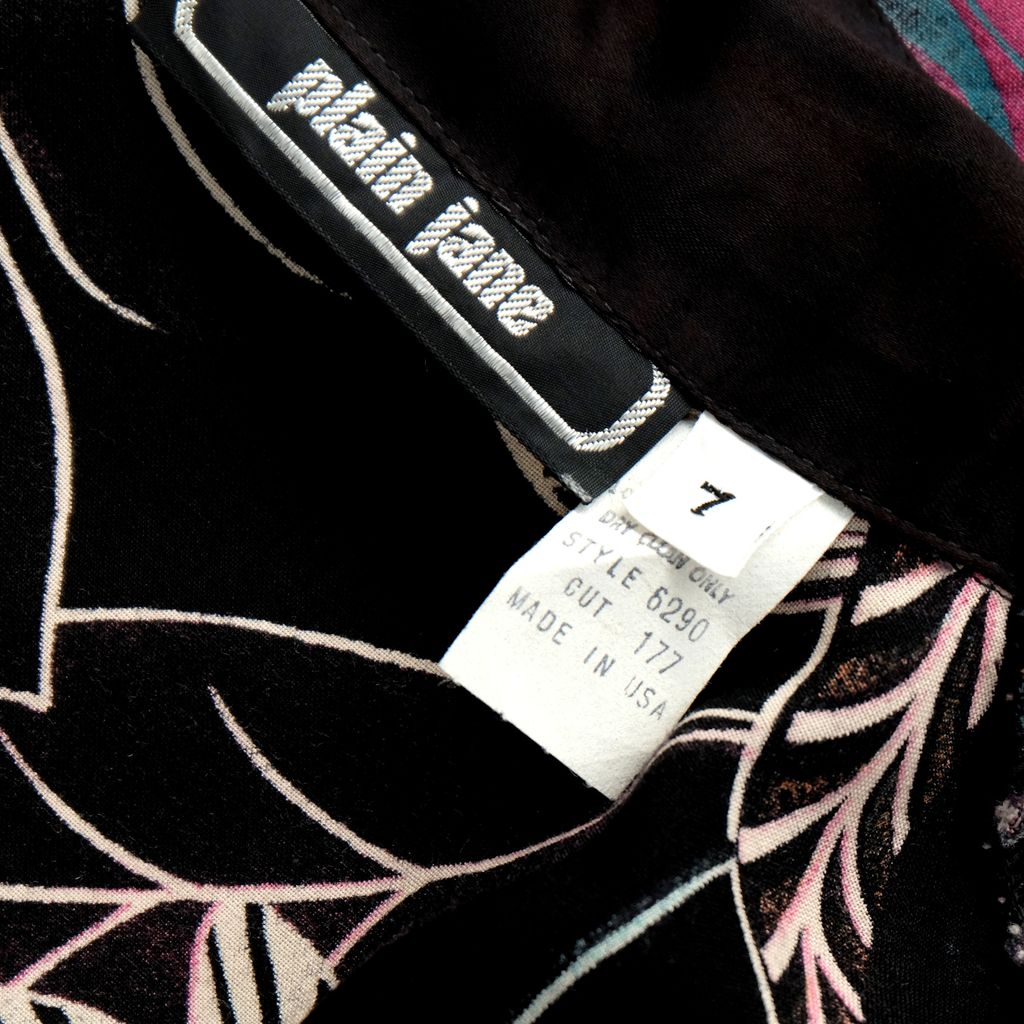 plain jane
7
DRY CLEAN ONLY
STYLE 6290
CUT 177
MADE IN USA